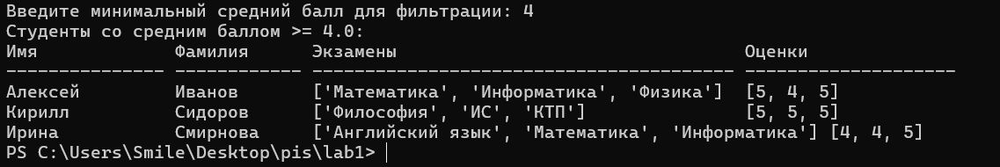 Введите минимальный средний балл для фильтрации: 4
Студенты со средним баллом >= 4.0:
Имя             Фамилия      Экзамены                                 Оценки
--------------- ------------ ---------------------------------------- --------------------
Алексей         Иванов       ['Математика', 'Информатика', 'Физика']  [5, 4, 5]
Кирилл          Сидоров      ['Философия', 'ИС', 'КТП']               [5, 5, 5]
Ирина           Смирнова     ['Английский язык', 'Математика', 'Информатика'] [4, 4, 5]
PS C:\Users\Smile\Desktop\pis\lab1>